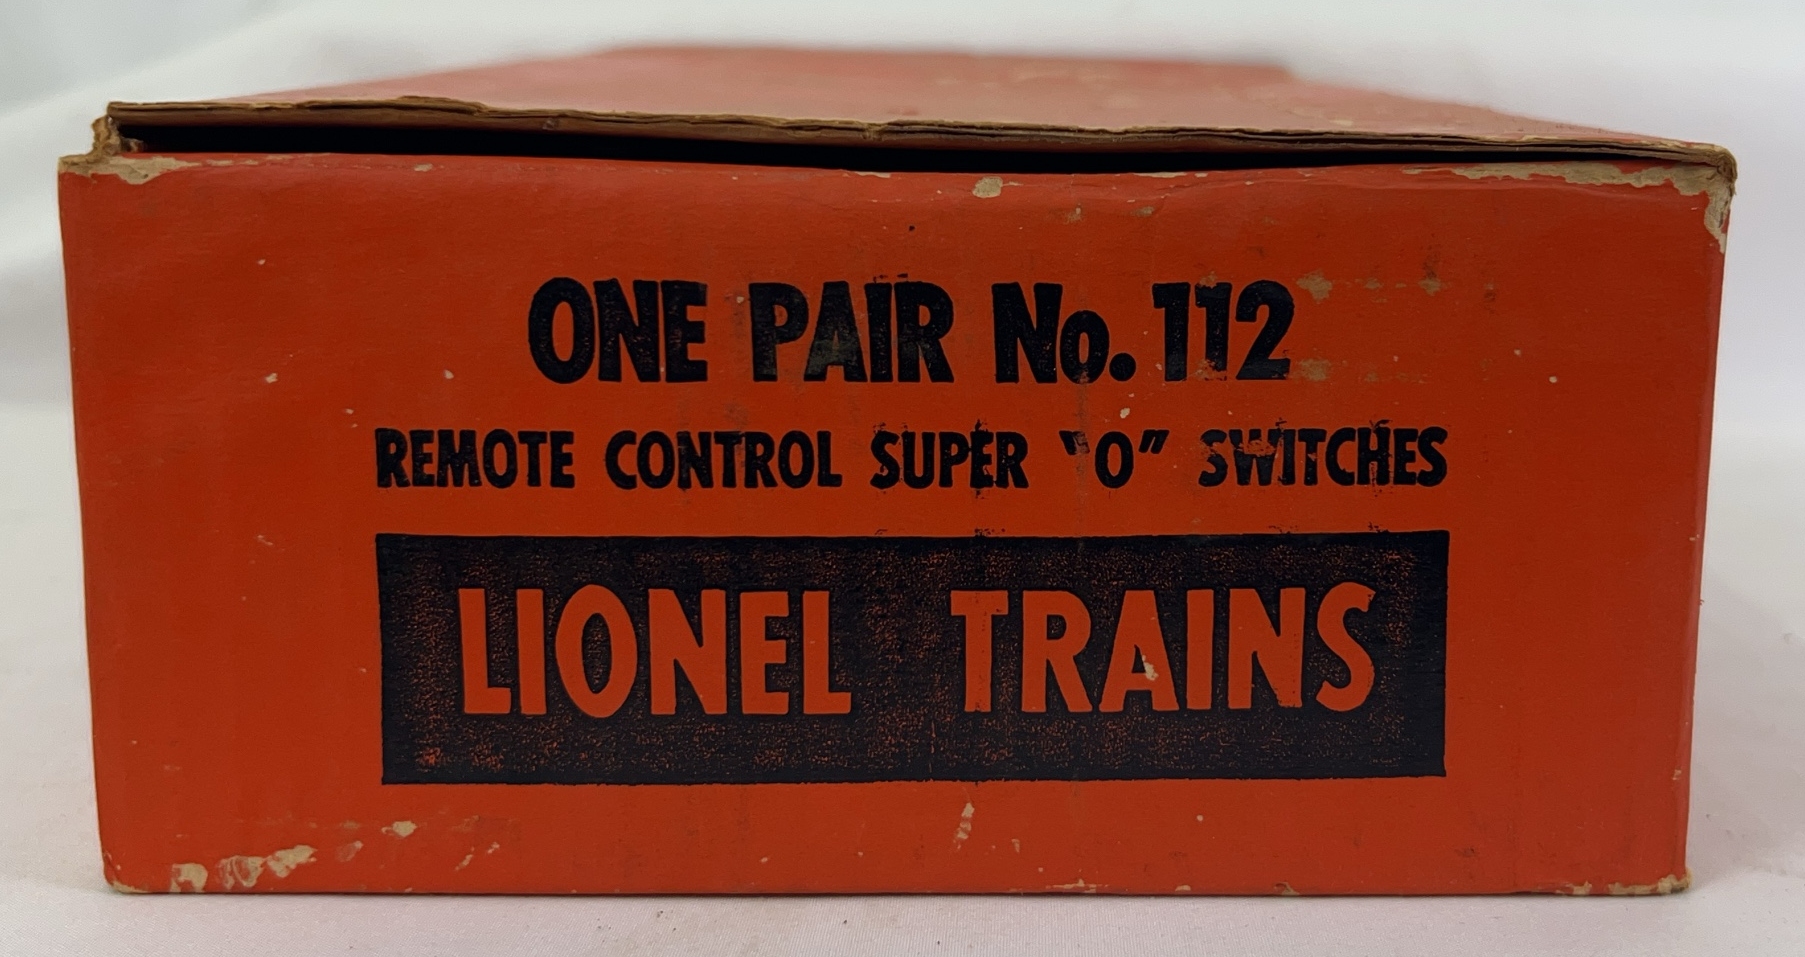 ONE PAIR No. 112
REMOTE CONTROL SUPER "O" SWITCHES
LIONEL TRAINS